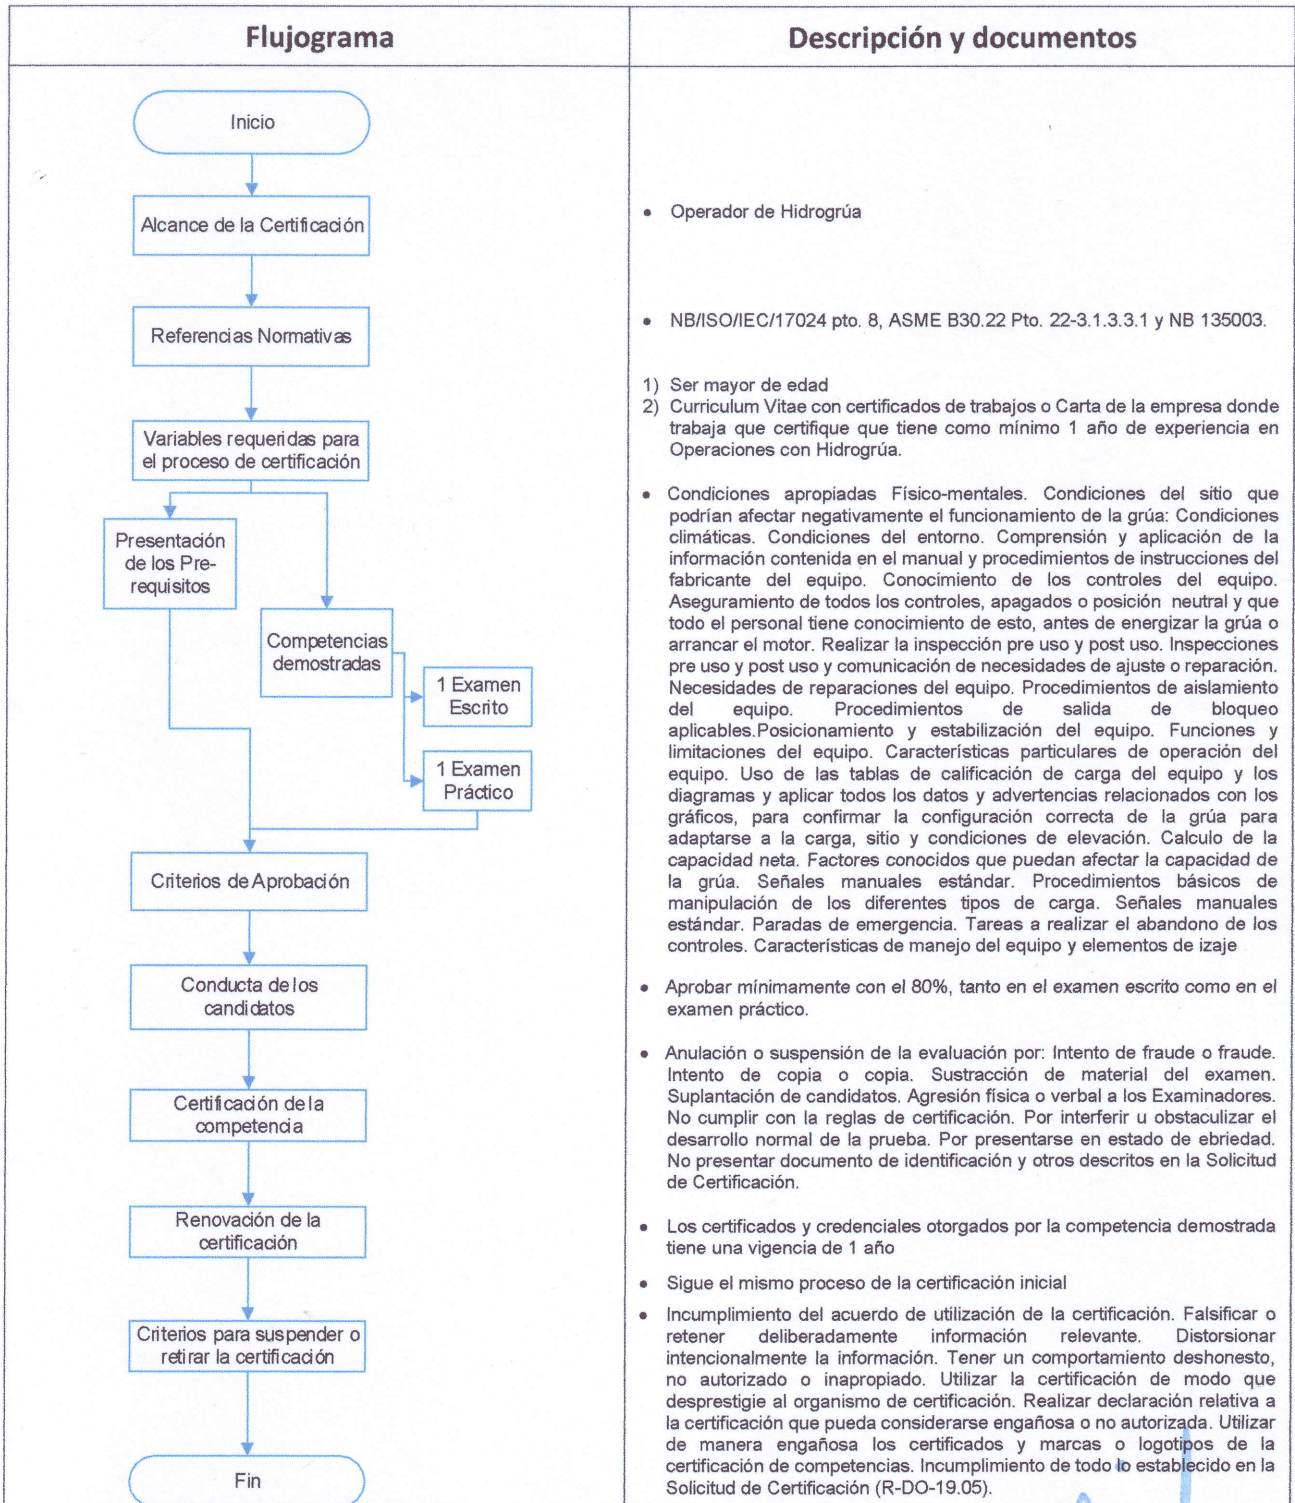 Flujograma
Descripción y documentos
Inicio
Alcance de la Certificación
Referencias Normativas
Variables requeridas para
el proceso de certificación
Presentación
de los Pre-
requisitos
Competencias
demostradas
1 Examen
Escrito
1 Examen
Práctico
Criterios de Aprobación
Conducta de los
candidatos
Certificación de la
competencia
Renovación de la
certificación
Criterios para suspender o
retirar la certificación
Fin
• Operador de Hidrogrúa
• NB/ISO/IEC/17024 pto. 8, ASME B30.22 Pto. 22-3.1.3.3.1 y NB 135003.
1) Ser mayor de edad
2) Curriculum Vitae con certificados de trabajos o Carta de la empresa donde
trabaja que certifique que tiene como mínimo 1 año de experiencia en
Operaciones con Hidrogrúa.
• Condiciones apropiadas Físico-mentales. Condiciones del sitio que
podrían afectar negativamente el funcionamiento de la grúa: Condiciones
climáticas. Condiciones del entorno. Comprensión y aplicación de la
información contenida en el manual y procedimientos de instrucciones del
fabricante del equipo. Conocimiento de los controles del equipo.
Aseguramiento de todos los controles, apagados o posición neutral y que
todo el personal tiene conocimiento de esto, antes de energizar la grúa o
arrancar el motor. Realizar la inspección pre uso y post uso. Inspecciones
pre uso y post uso y comunicación de necesidades de ajuste o reparación.
Necesidades de reparaciones del equipo. Procedimientos de aislamiento
del equipo. Procedimientos de salida de bloqueo
aplicables.Posicionamiento y estabilización del equipo. Funciones y
limitaciones del equipo. Características particulares de operación del
equipo. Uso de las tablas de calificación de carga del equipo y los
diagramas y aplicar todos los datos y advertencias relacionados con los
gráficos, para confirmar la configuración correcta de la grúa para
adaptarse a la carga, sitio y condiciones de elevación. Calculo de la
capacidad neta. Factores conocidos que puedan afectar la capacidad de
la grúa. Señales manuales estándar. Procedimientos básicos de
manipulación de los diferentes tipos de carga. Señales manuales
estándar. Paradas de emergencia. Tareas a realizar el abandono de los
controles. Características de manejo del equipo y elementos de izaje
• Aprobar mínimamente con el 80%, tanto en el examen escrito como en el
examen práctico.
• Anulación o suspensión de la evaluación por: Intento de fraude o fraude.
Intento de copia o copia. Sustracción de material del examen.
Suplantación de candidatos. Agresión física o verbal a los Examinadores.
No cumplir con la reglas de certificación. Por interferir u obstaculizar el
desarrollo normal de la prueba. Por presentarse en estado de ebriedad.
No presentar documento de identificación y otros descritos en la Solicitud
de Certificación.
• Los certificados y credenciales otorgados por la competencia demostrada
tiene una vigencia de 1 año
• Sigue el mismo proceso de la certificación inicial
• Incumplimiento del acuerdo de utilización de la certificación. Falsificar o
retener deliberadamente información relevante. Distorsionar
intencionalmente la información. Tener un comportamiento deshonesto,
no autorizado o inapropiado. Utilizar la certificación de modo que
desprestigie al organismo de certificación. Realizar declaración relativa a
la certificación que pueda considerarse engañosa o no autorizada. Utilizar
de manera engañosa los certificados y marcas o logotipos de la
certificación de competencias. Incumplimiento de todo lo establecido en la
Solicitud de Certificación (R-DO-19.05).